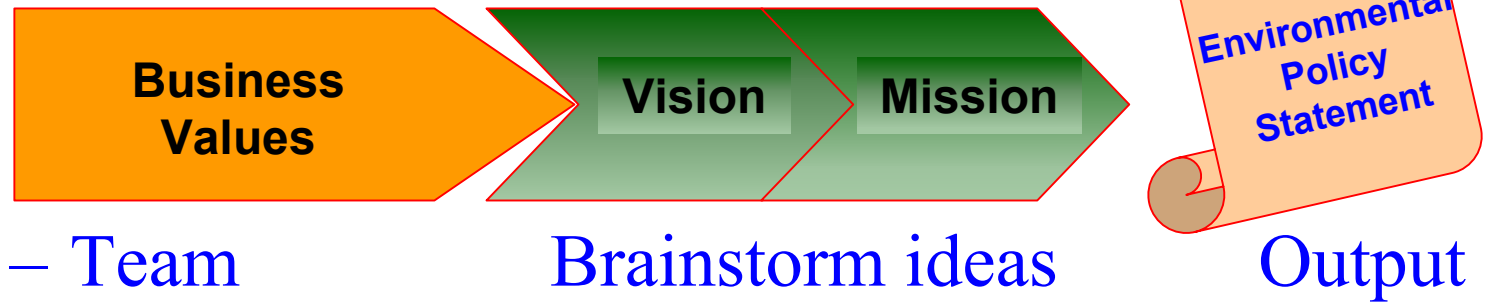 Business
Values
Vision
Mission
Environmental
Policy
Statement
– Team
Brainstorm ideas
Output